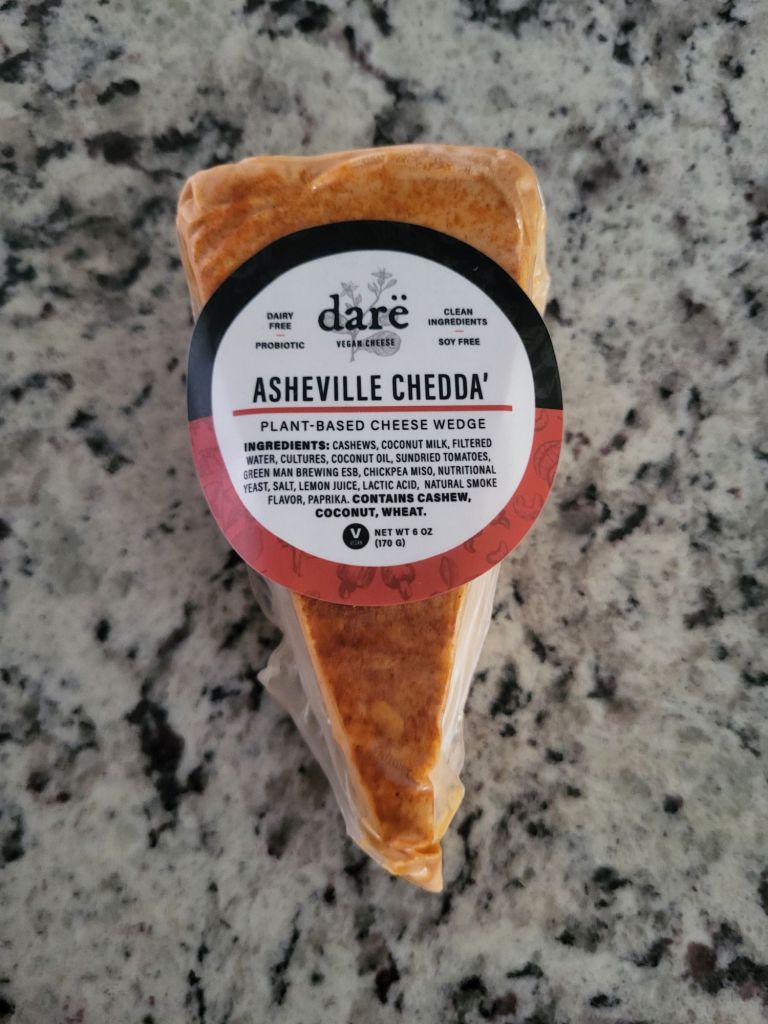 DAIRY FREE
PROBIOTIC
darë
VEGAN CHEESE
CLEAN INGREDIENTS
SOY FREE
ASHEVILLE CHEDDA'
PLANT-BASED CHEESE WEDGE
INGREDIENTS: CASHEWS, COCONUT MILK, FILTERED
WATER, CULTURES, COCONUT OIL, SUNDRIED TOMATOES,
GREEN MAN BREWING ESB, CHICKPEA MISO, NUTRITIONAL
YEAST, SALT, LEMON JUICE, LACTIC ACID, NATURAL SMOKE
FLAVOR, PAPRIKA. CONTAINS CASHEW,
COCONUT, WHEAT.
V
VEGAN
NET WT 6 OZ
(170 G)